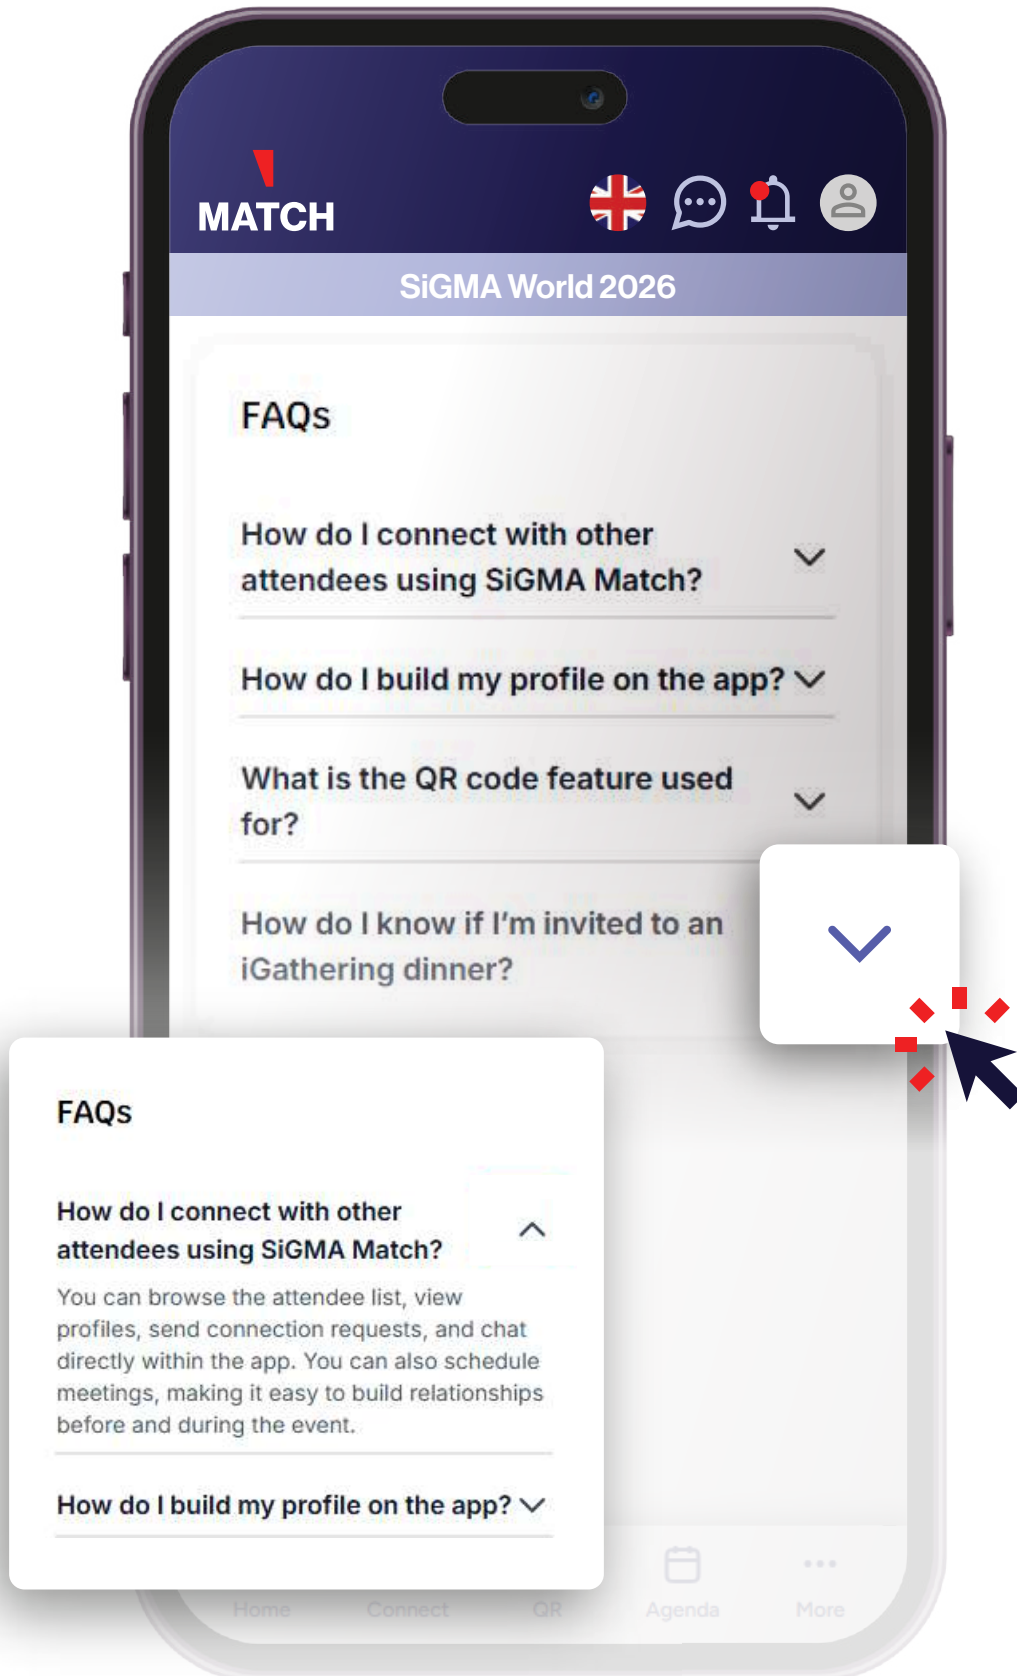 MATCH
SiGMA World 2026
FAQs
How do I connect with other
attendees using SiGMA Match?
How do I build my profile on the app?
What is the QR code feature used
for?
How do I know if I'm invited to an
iGathering dinner?
FAQs
How do I connect with other
attendees using SiGMA Match?
You can browse the attendee list, view
profiles, send connection requests, and chat
directly within the app. You can also schedule
meetings, making it easy to build relationships
before and during the event.
How do I build my profile on the app?
Home Connect QR Agenda More